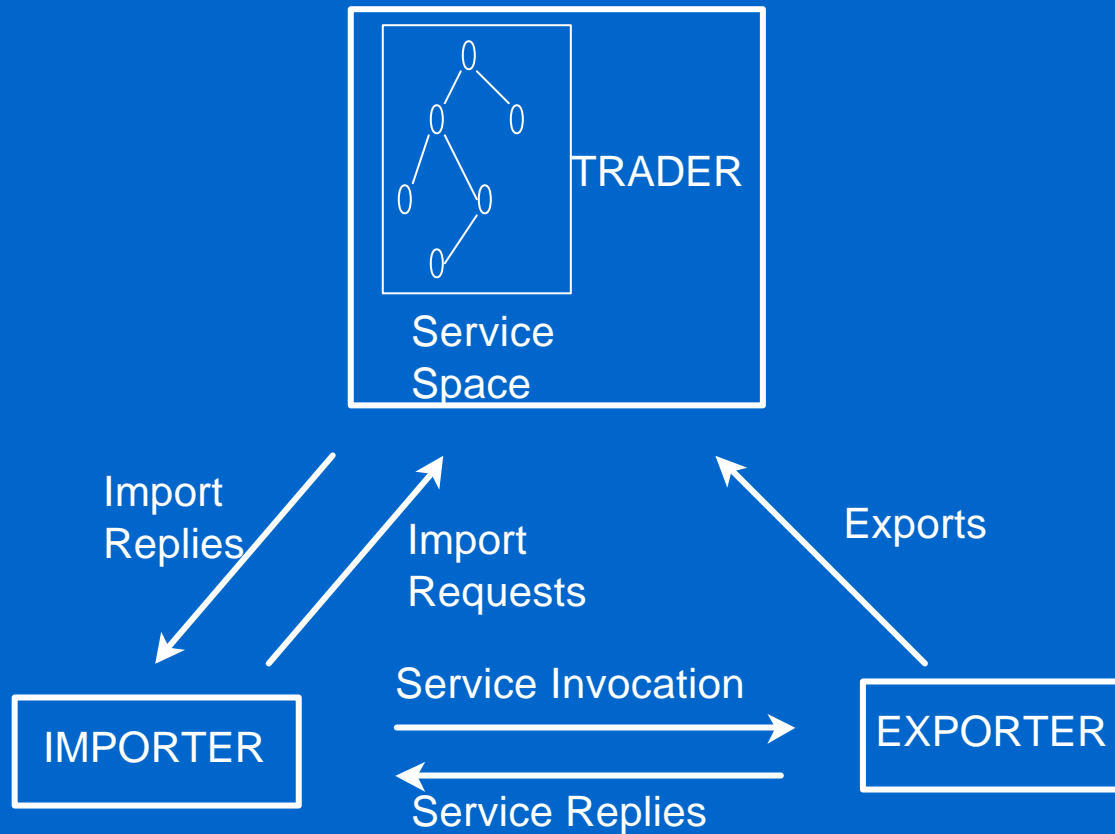 TRADER
Service
Space
Import
Replies
Import
Requests
Exports
Service Invocation
IMPORTER
EXPORTER
Service Replies